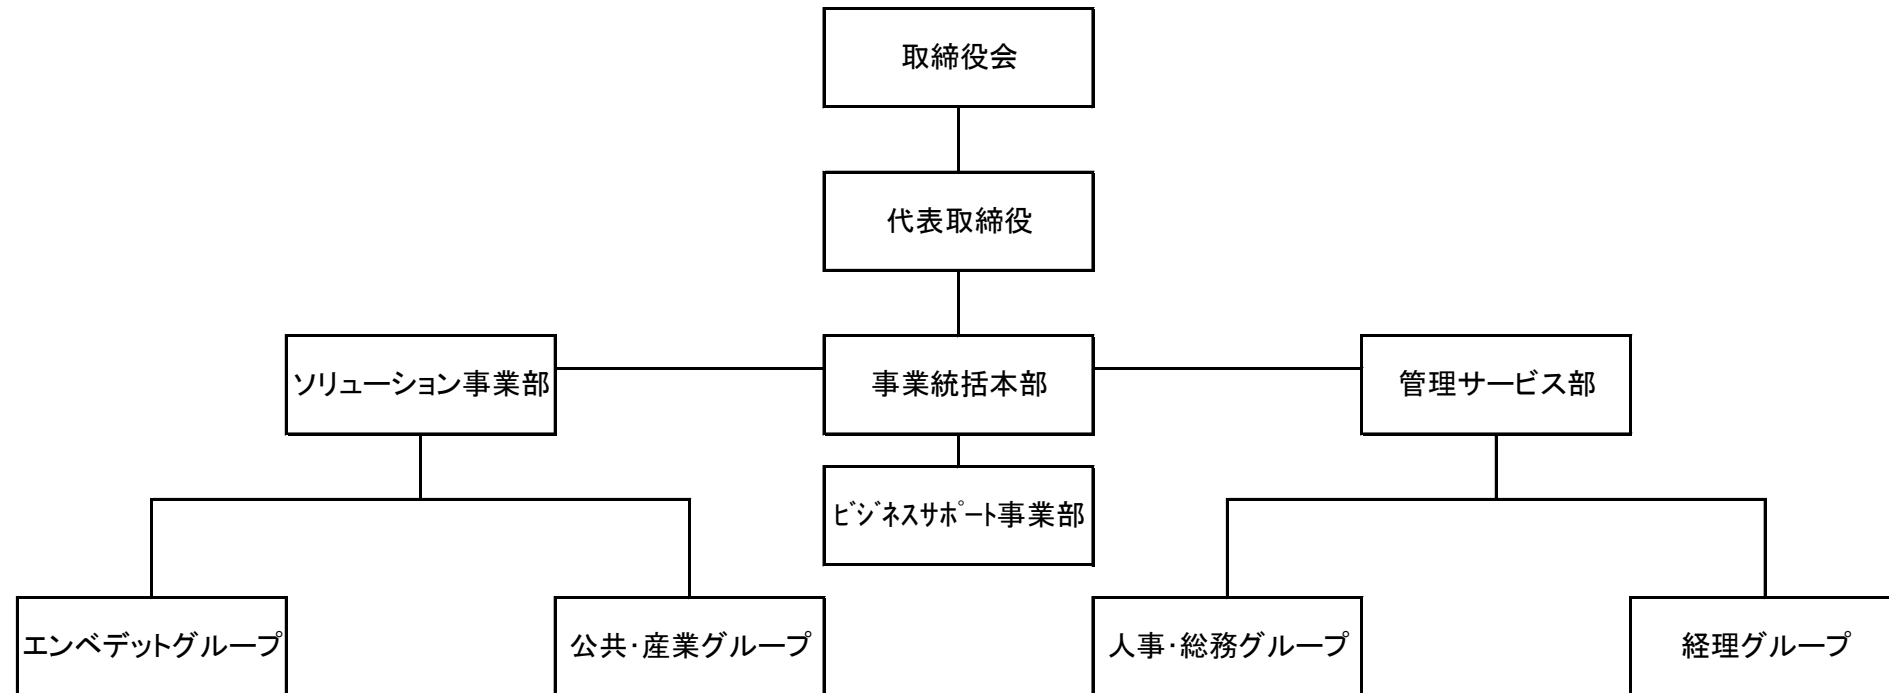 取締役会
代表取締役
ソリューション事業部
事業統括本部
管理サービス部
ﾋﾞｼﾞﾈｽｻﾎﾟｰﾄ事業部
エンベデットグループ
公共･産業グループ
人事･総務グループ
経理グループ